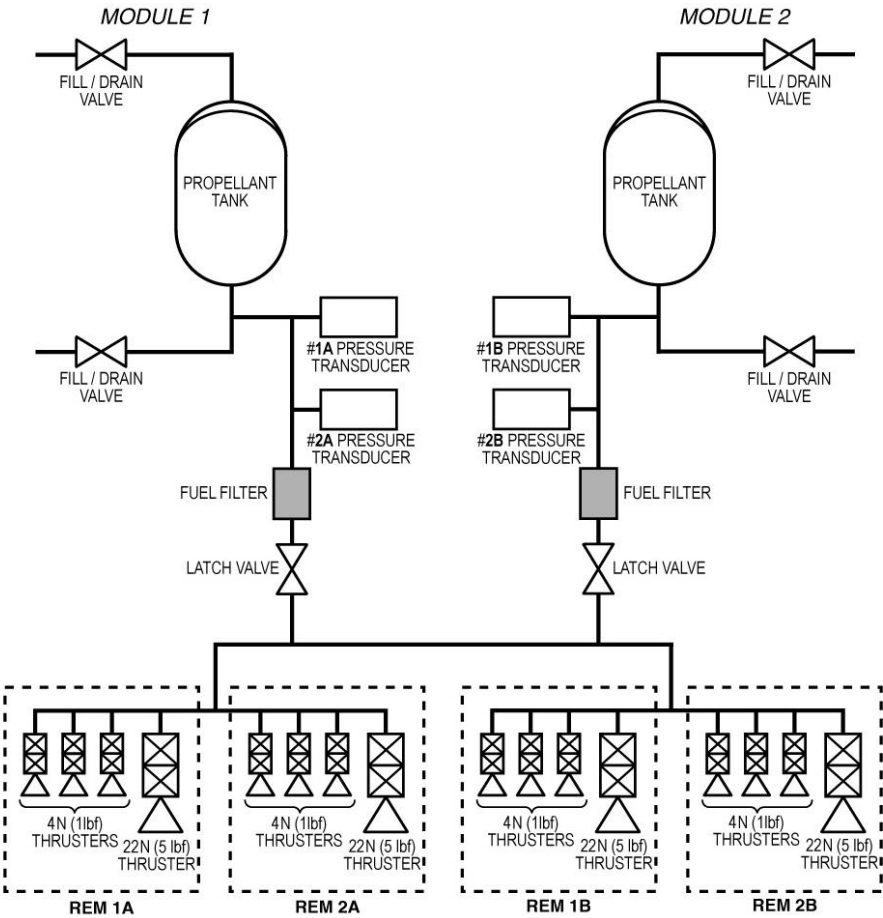 MODULE 1
MODULE 2
FILL / DRAIN
VALVE
FILL / DRAIN
VALVE
PROPELLANT
TANK
PROPELLANT
TANK
#1A PRESSURE
TRANSDUCER
#1B PRESSURE
TRANSDUCER
FILL / DRAIN
VALVE
FILL / DRAIN
VALVE
#2A PRESSURE
TRANSDUCER
#2B PRESSURE
TRANSDUCER
FUEL FILTER
FUEL FILTER
LATCH VALVE
LATCH VALVE
4N (1lbf)
THRUSTERS
22N (5 lbf)
THRUSTER
4N (1lbf)
THRUSTERS
22N (5 lbf)
THRUSTER
4N (1lbf)
THRUSTERS
22N (5 lbf)
THRUSTER
4N (1lbf)
THRUSTERS
22N (5 lbf)
THRUSTER
REM 1A
REM 2A
REM 1B
REM 2B